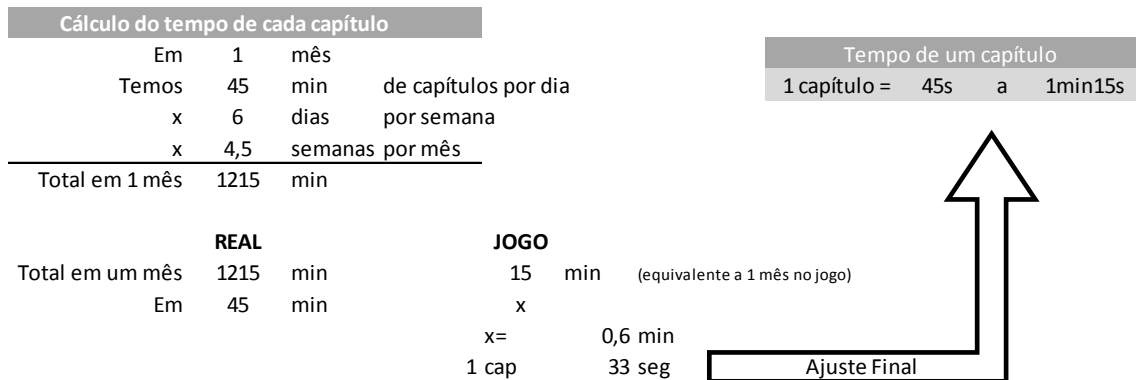 Cálculo do tempo de cada capítulo
Em 1 mês
Temos 45 min de capítulos por dia
x 6 dias por semana
x 4,5 semanas por mês
Total em 1 mês 1215 min
Tempo de um capítulo
1 capítulo = 45s a 1min15s
REAL JOGO
Total em um mês 1215 min 15 min (equivalente a 1 mês no jogo)
Em 45 min x
x= 0,6 min
1 cap 33 seg Ajuste Final